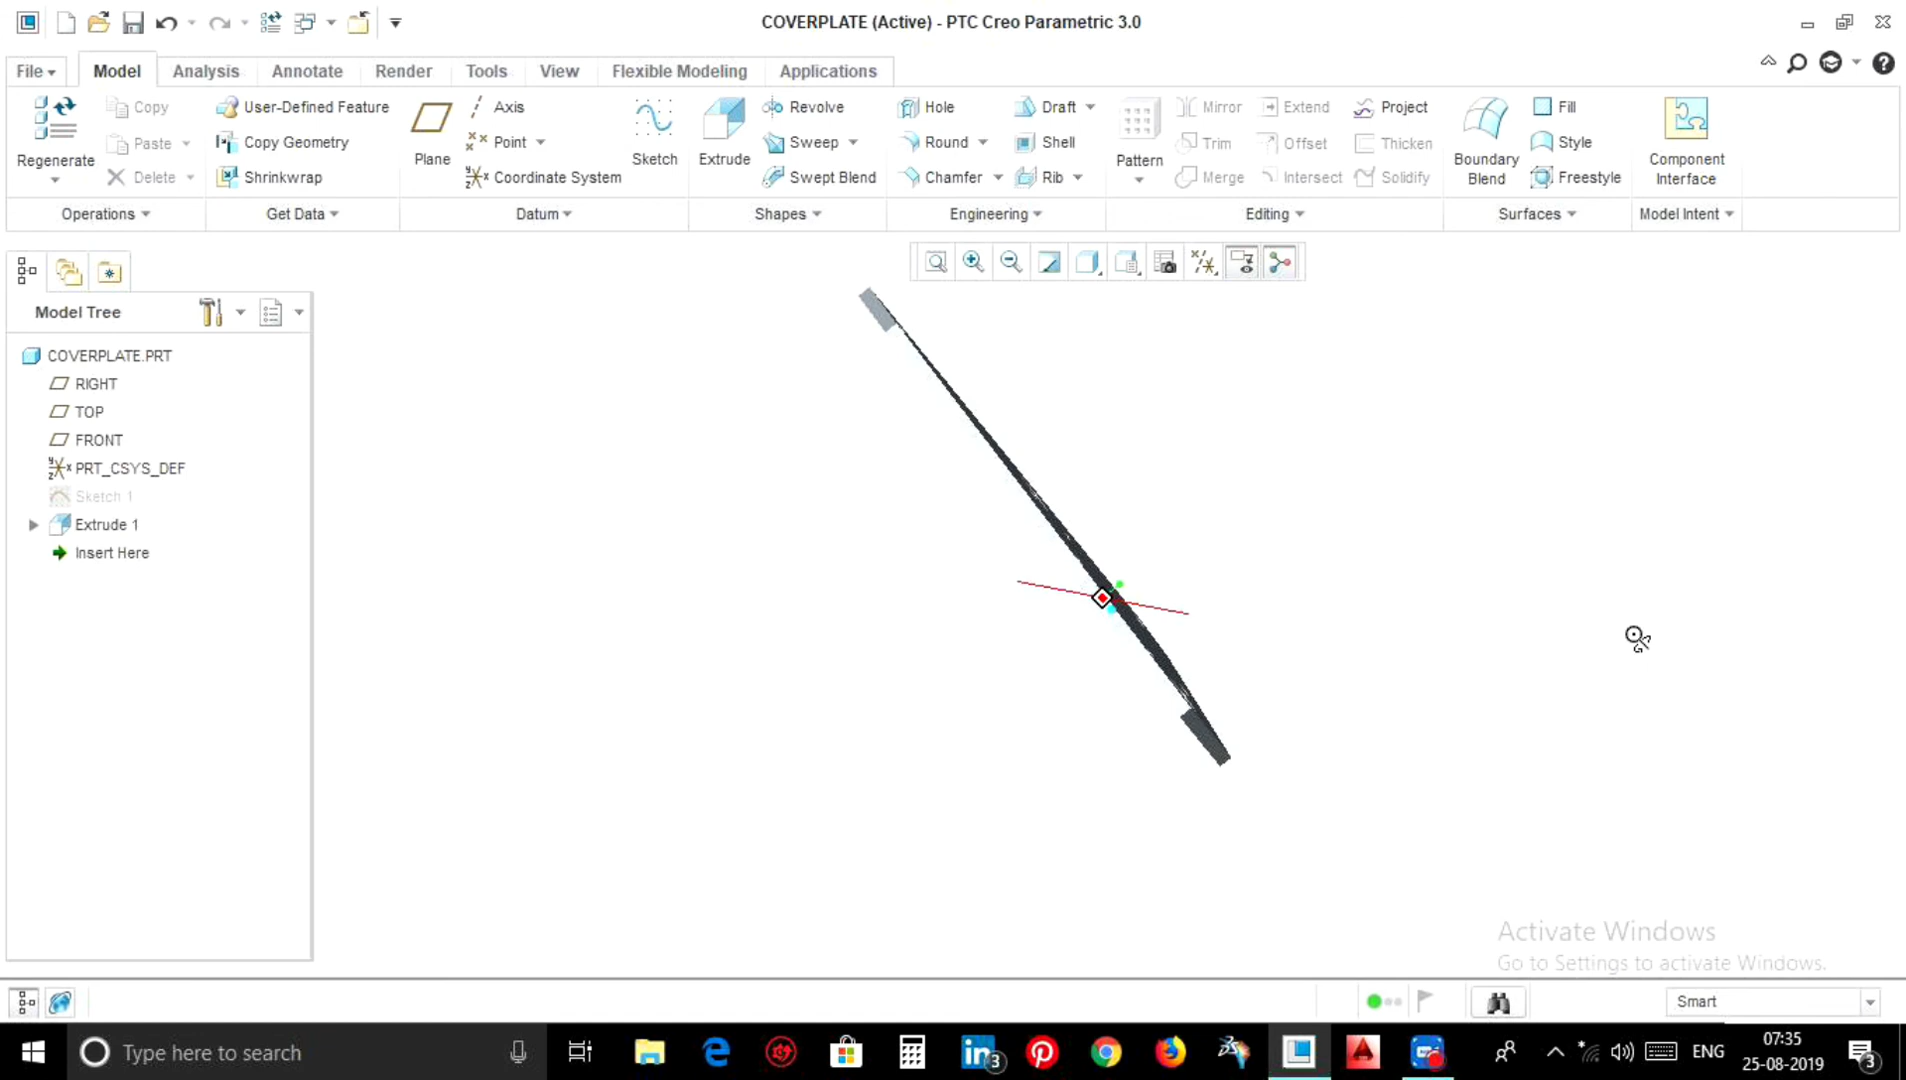 COVERPLATE (Active) - PTC Creo Parametric 3.0
File Model Analysis Annotate Render Tools View Flexible Modeling Applications
Regenerate
Copy
Paste
Delete
User-Defined Feature
Copy Geometry
Shrinkwrap
Plane
Axis
Point
Coordinate System
Sketch
Extrude
Revolve
Sweep
Swept Blend
Hole
Round
Chamfer
Draft
Shell
Rib
Pattern
Mirror
Trim
Merge
Extend
Offset
Intersect
Project
Thicken
Solidify
Boundary
Blend
Fill
Style
Freestyle
Component
Interface
Operations Get Data Datum Shapes Engineering Editing Surfaces Model Intent
Model Tree
COVERPLATE.PRT
RIGHT
TOP
FRONT
PRT_CSYS_DEF
Sketch 1
Extrude 1
Insert Here
Activate Windows
Go to Settings to activate Windows.
Smart
Type here to search
3
ENG
07:35
25-08-2019
3